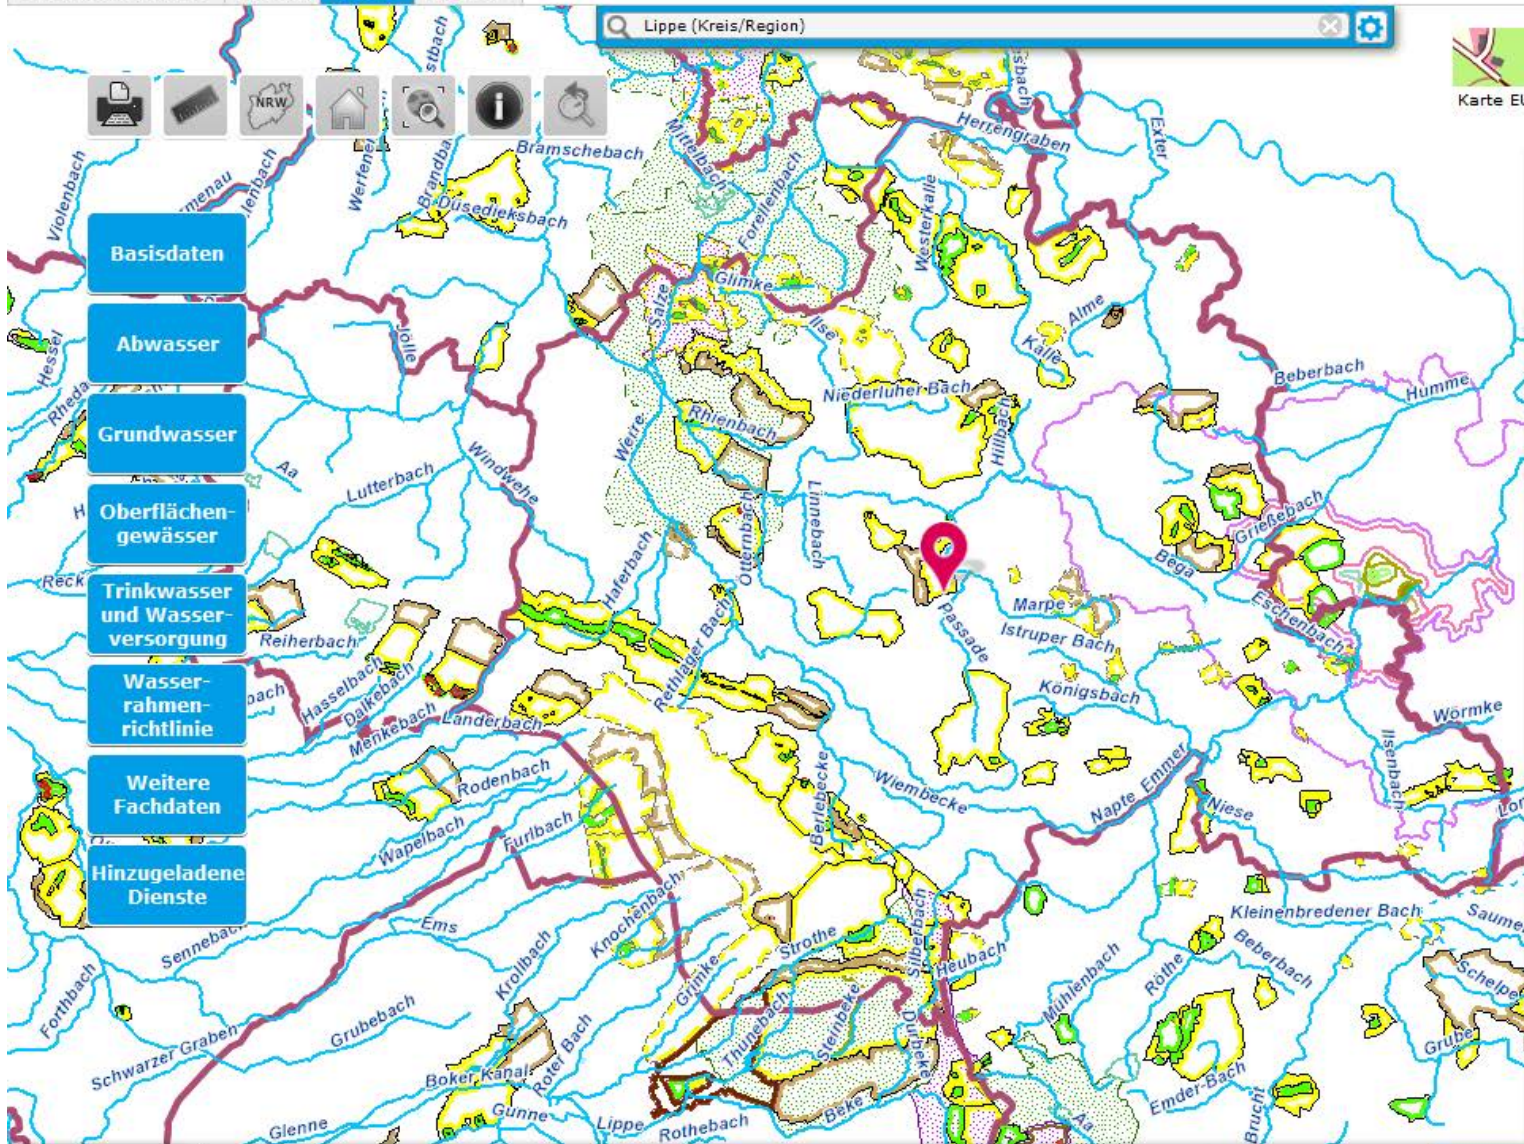 Lippe (Kreis/Region)
Karte EU
NRW
Basisdaten
Abwasser
Grundwasser
Oberflächen-
gewässer
Trinkwasser
und Wasser-
versorgung
Wasser-
rahmen-
richtlinie
Weitere
Fachdaten
Hinzugeladene
Dienste
Violenbach
Bramschebach
Düsedieksbach
Mittelbach
Forellenbach
Herrengraben
Exter
Westerkalle
Glimke
Salze
Ilse
Alme
Kalle
Jölle
Hessel
Beberbach
Humme
Niederluher Bach
Rhienbach
Werre
Hillbach
Windwehe
Aa
Lutterbach
Linnebach
Ötternbach
Haferbach
Grießebach
Bega
Eschenbach
Reiherbach
Rethlager Bach
Passade
Marpe
Istruper Bach
Königsbach
Hasselbach
Dalkebach
Menkebach
Landerbach
Wörmke
Ilsenbach
Rodenbach
Berlebecke
Wiembecke
Napte
Emmer
Niese
Wapelbach
Furlbach
Kleinenbredener Bach
Ems
Knochenbach
Strothe
Silberbach
Heubach
Beberbach
Sennebach
Krollbach
Grimke
Mühlenbach
Röthe
Forthbach
Grubebach
Thunebach
Steinbeke
Durbeke
Grube
Schwarzer Graben
Boker Kanal
Roter Bach
Emder-Bach
Glenne
Gunne
Lippe
Rothebach
Beke
Aa
Brucht